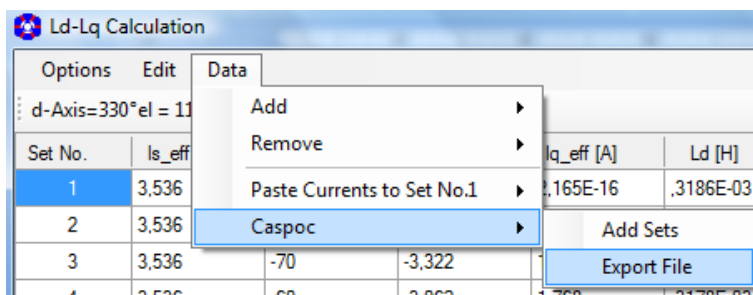 Ld-Lq Calculation
Options Edit Data
d-Axis=330°el = 11
Add
Remove
Set No. Is_eff Iq_eff [A] Ld [H]
1 3,536 2,165E-16 ,3186E-03
Paste Currents to Set No.1
2 3,536
Caspoc
Add Sets
3 3,536 -70 -3,322
Export File